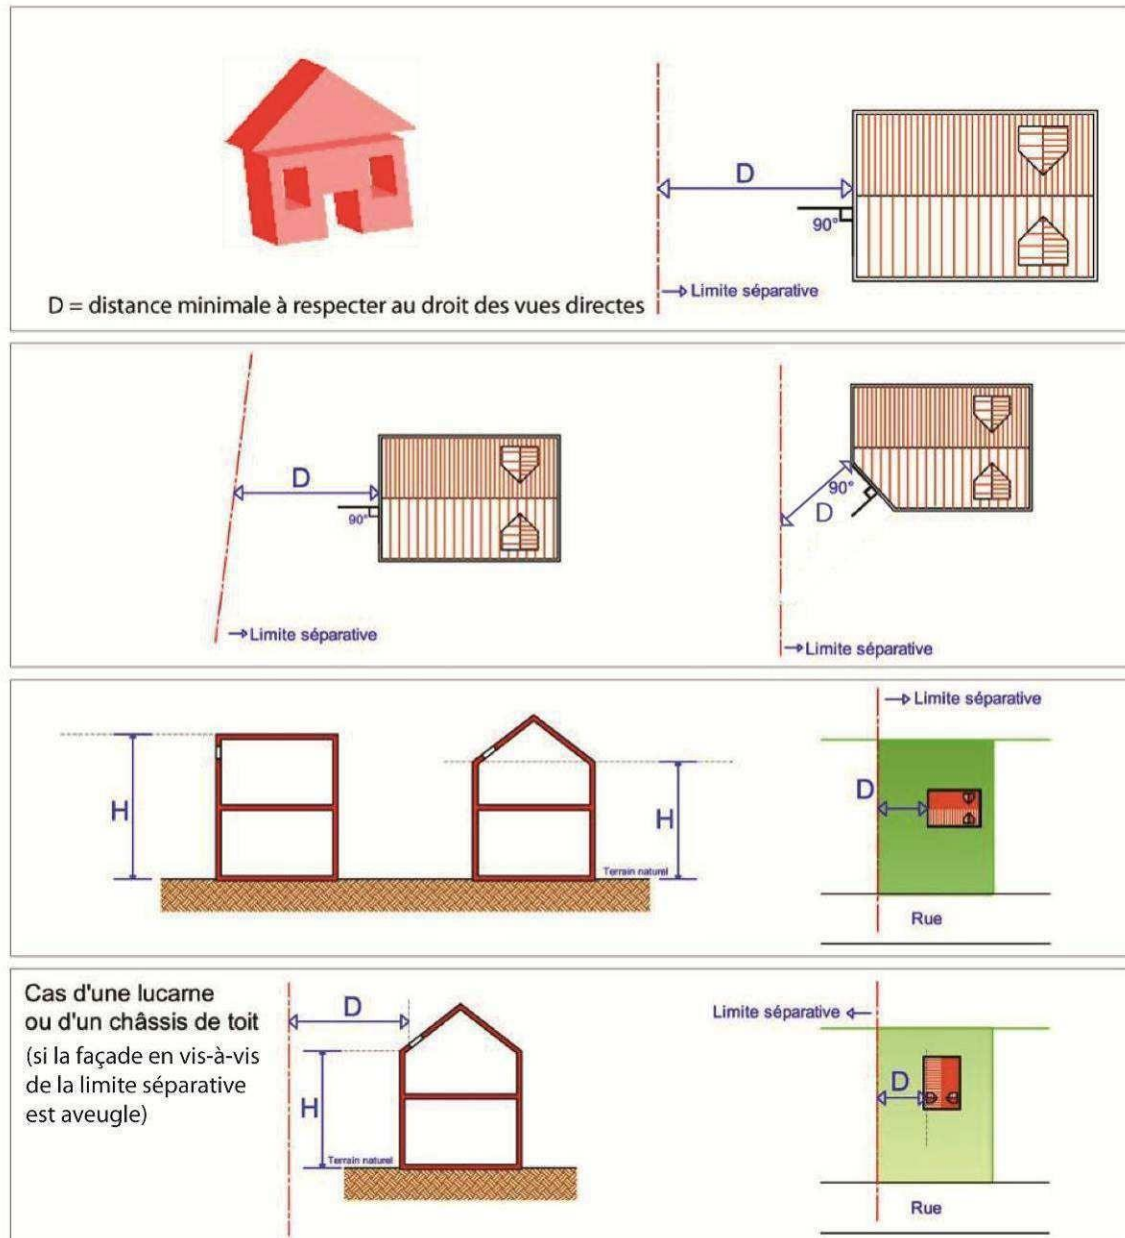 D
90°
Limite séparative
D = distance minimale à respecter au droit des vues directes
D
90°
Limite séparative
90°
D
Limite séparative
Limite séparative
H
H
Terrain naturel
D
Rue
Cas d'une lucarne
ou d'un châssis de toit
(si la façade en vis-à-vis
de la limite séparative
est aveugle)
D
H
Terrain naturel
Limite séparative
D
Rue